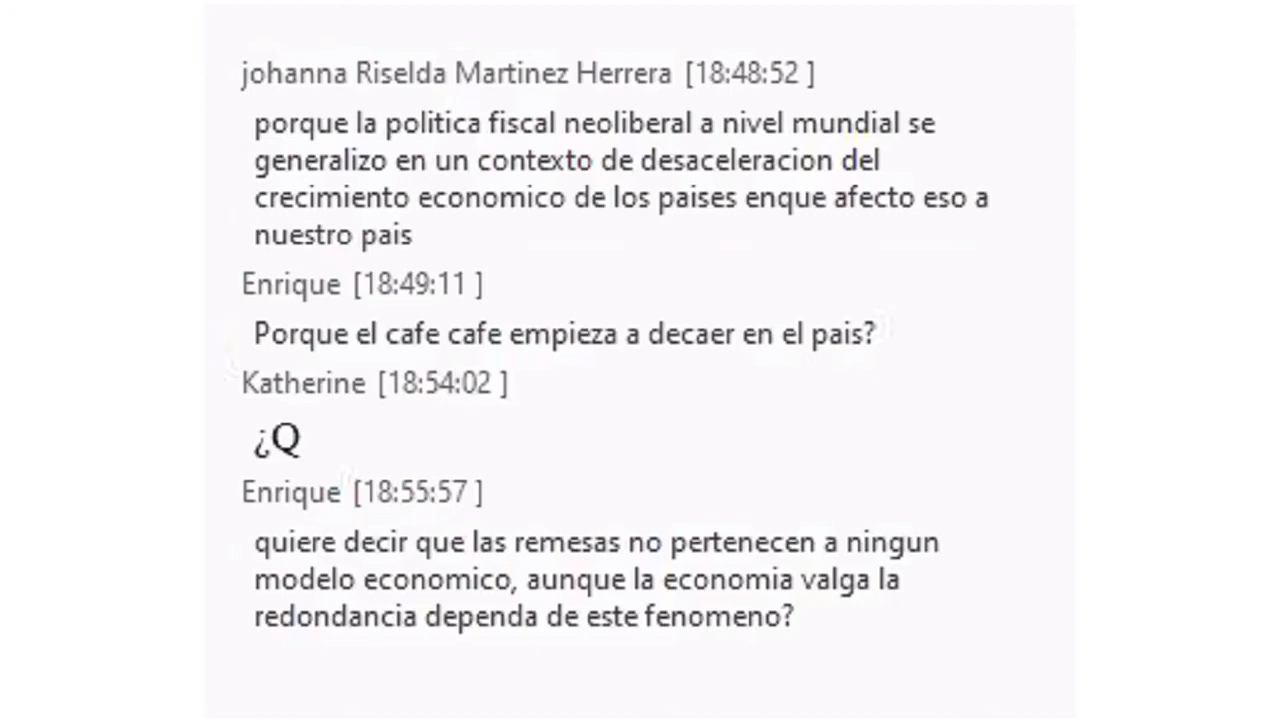 johanna Riselda Martinez Herrera [18:48:52 ]
porque la politica fiscal neoliberal a nivel mundial se
generalizo en un contexto de desaceleracion del
crecimiento economico de los paises enque afecto eso a
nuestro pais
Enrique [18:49:11 ]
Porque el cafe cafe empieza a decaer en el pais?
Katherine [18:54:02 ]
¿Q
Enrique [18:55:57 ]
quiere decir que las remesas no pertenecen a ningun
modelo economico, aunque la economia valga la
redondancia dependa de este fenomeno?